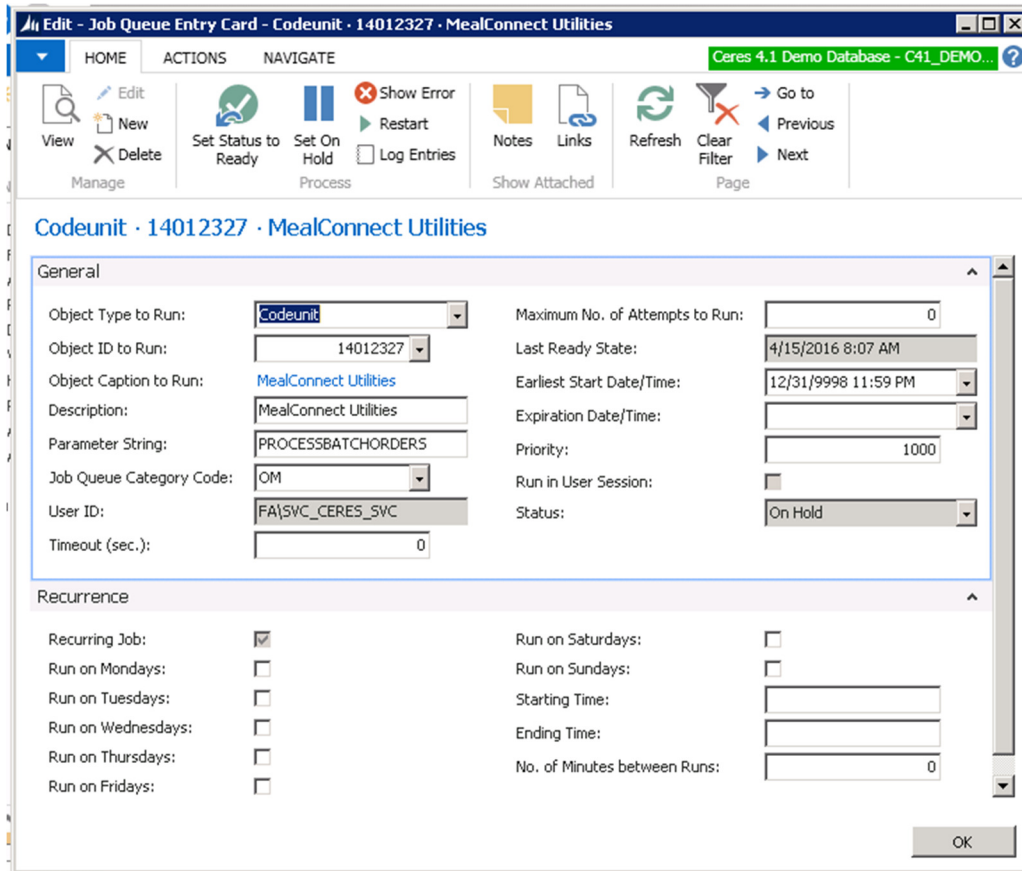 Edit - Job Queue Entry Card - Codeunit · 14012327 · MealConnect Utilities
HOME ACTIONS NAVIGATE Ceres 4.1 Demo Database - C41_DEMO...
View
Edit
New
Delete
Manage
Set Status to Ready
Set On Hold
Show Error
Restart
Log Entries
Process
Notes
Links
Show Attached
Refresh
Clear Filter
Go to
Previous
Next
Page
Codeunit · 14012327 · MealConnect Utilities
General
Object Type to Run: Codeunit
Object ID to Run: 14012327
Object Caption to Run: MealConnect Utilities
Description: MealConnect Utilities
Parameter String: PROCESSBATCHORDERS
Job Queue Category Code: OM
User ID: FA\SVC_CERES_SVC
Timeout (sec.): 0
Maximum No. of Attempts to Run: 0
Last Ready State: 4/15/2016 8:07 AM
Earliest Start Date/Time: 12/31/9998 11:59 PM
Expiration Date/Time:
Priority: 1000
Run in User Session:
Status: On Hold
Recurrence
Recurring Job:
Run on Mondays:
Run on Tuesdays:
Run on Wednesdays:
Run on Thursdays:
Run on Fridays:
Run on Saturdays:
Run on Sundays:
Starting Time:
Ending Time:
No. of Minutes between Runs: 0
OK